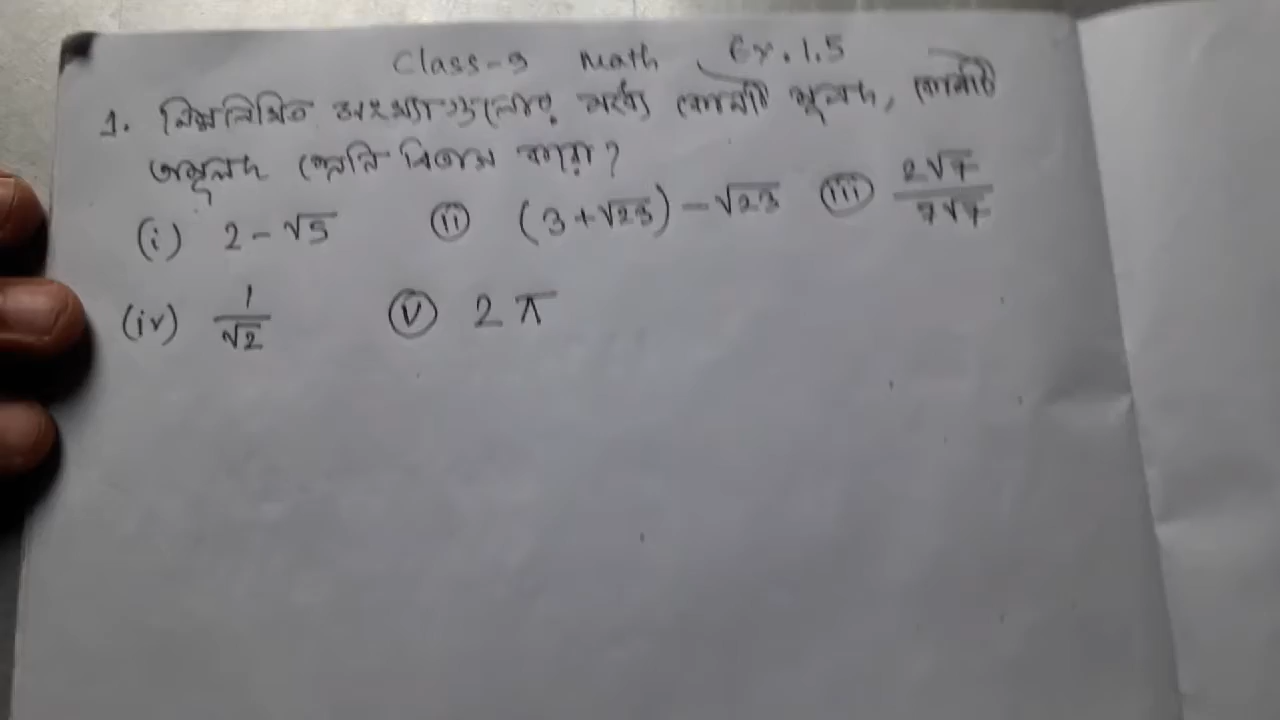 Class-9 Math, Ex. 1.5
1. নিম্নলিখিত সংখ্যাগুলোর মধ্যে কোনটি মূলদ, কোনটি
অমূলদ শ্রেণি বিভাগ করো?
(i) 2-√5 (ii) (3+√23)-√23 (iii) 2√7/7√7
(iv) 1/√2 (v) 2π